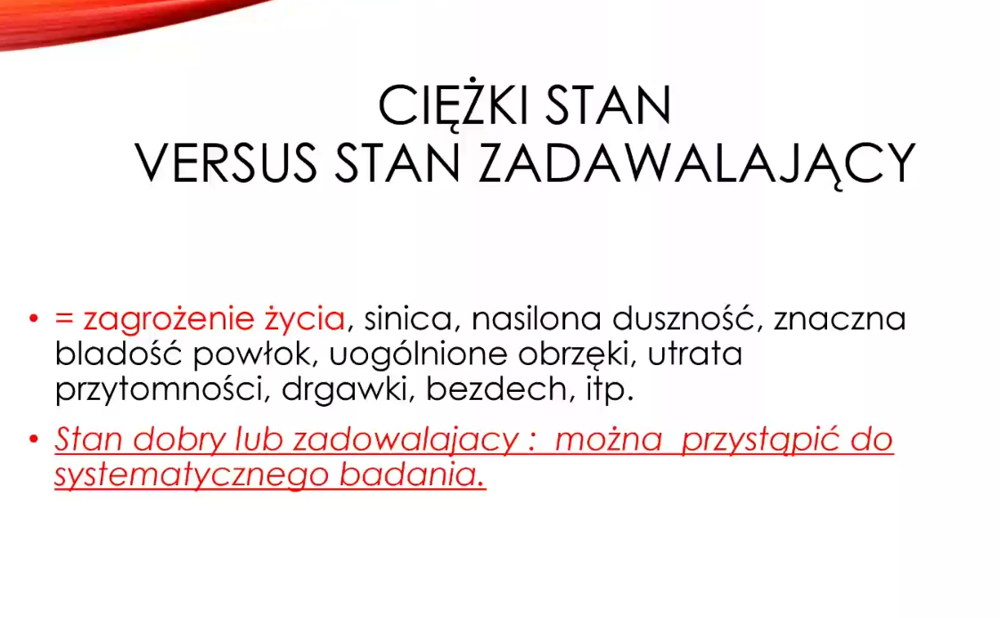 CIĘŻKI STAN
VERSUS STAN ZADAWALAJĄCY
• = zagrożenie życia, sinica, nasilona duszność, znaczna
bladość powłok, uogólnione obrzęki, utrata
przytomności, drgawki, bezdech, itp.
• Stan dobry lub zadowalajacy : można przystąpić do
systematycznego badania.